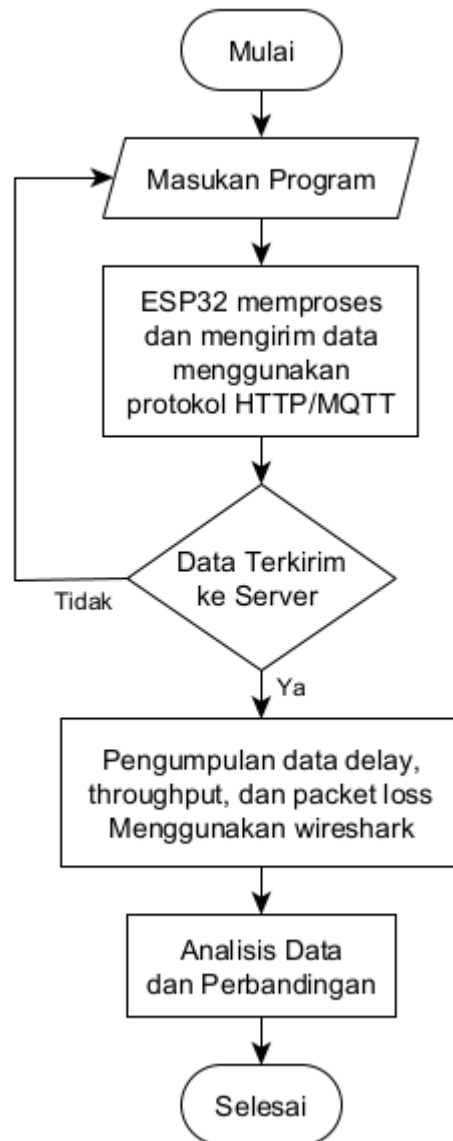 Mulai
Masukan Program
ESP32 memproses
dan mengirim data
menggunakan
protokol HTTP/MQTT
Data Terkirim
ke Server
Tidak
Ya
Pengumpulan data delay,
throughput, dan packet loss
Menggunakan wireshark
Analisis Data
dan Perbandingan
Selesai